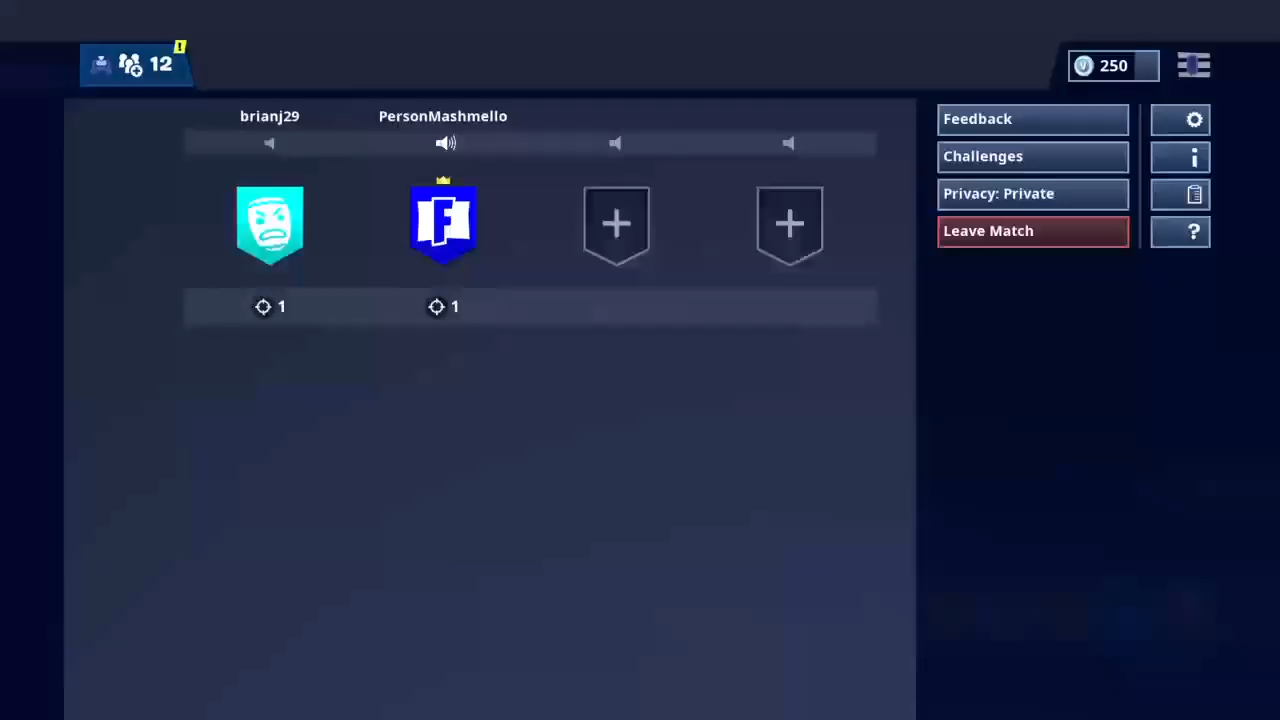 12
250
brianj29
PersonMashmello
F
1
1
Feedback
Challenges
Privacy: Private
Leave Match
i
?